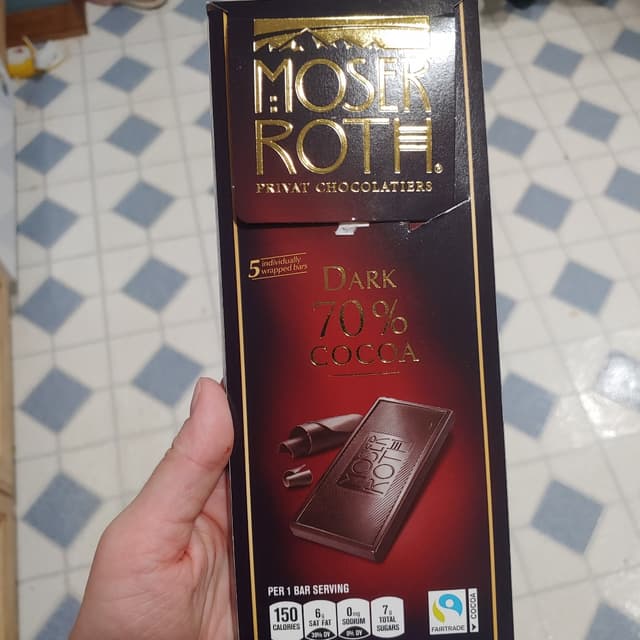 MOSER
ROTH®
PRIVAT CHOCOLATIERS
5 individually
wrapped bars
DARK
70%
COCOA
MOSER
ROTH
PER 1 BAR SERVING
150
CALORIES
6g
SAT FAT
30% DV
0mg
SODIUM
0% DV
7g
TOTAL
SUGARS
FAIRTRADE
COCOA